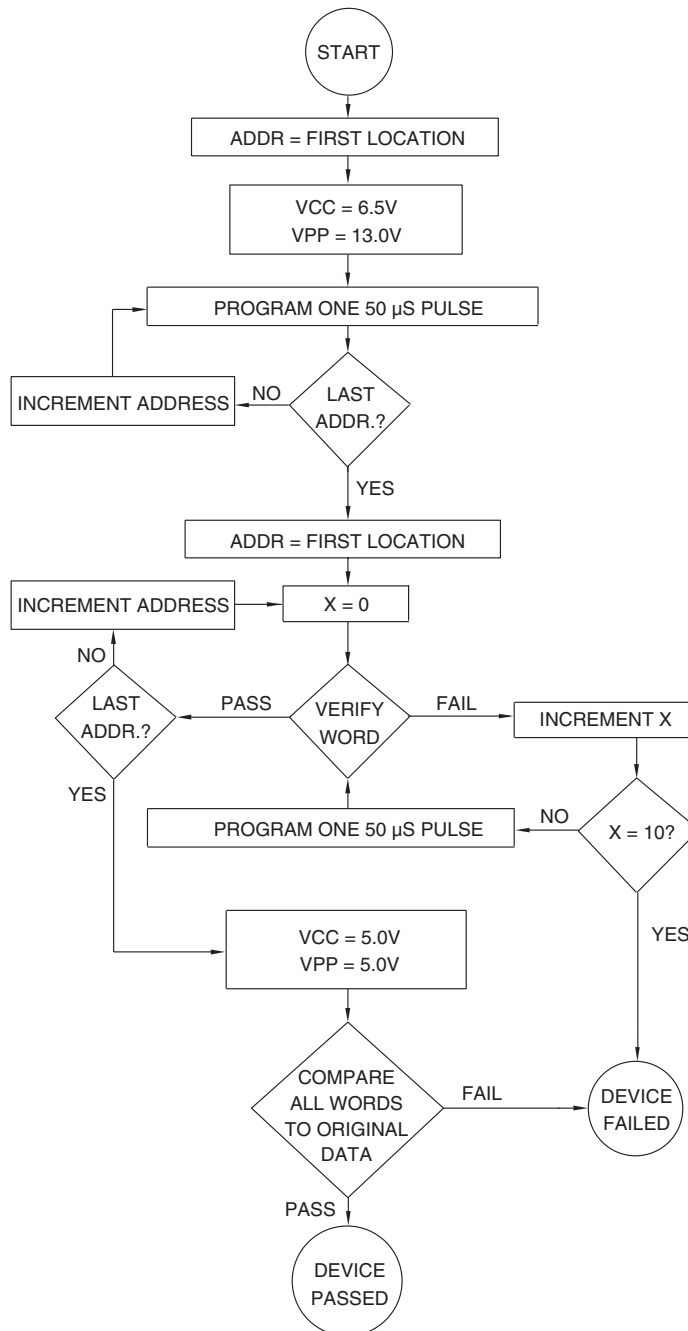 START
ADDR = FIRST LOCATION
VCC = 6.5V
VPP = 13.0V
PROGRAM ONE 50 µS PULSE
INCREMENT ADDRESS
NO
LAST
ADDR.?
YES
ADDR = FIRST LOCATION
INCREMENT ADDRESS
X = 0
NO
LAST
ADDR.?
PASS
VERIFY
WORD
FAIL
INCREMENT X
YES
PROGRAM ONE 50 µS PULSE
NO
X = 10?
VCC = 5.0V
VPP = 5.0V
YES
COMPARE
ALL WORDS
TO ORIGINAL
DATA
FAIL
DEVICE
FAILED
PASS
DEVICE
PASSED